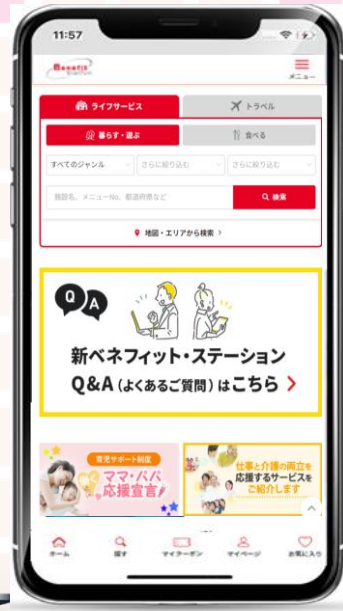 11:57
メニュー
ライフサービス
トラベル
暮らす・遊ぶ
食べる
すべてのジャンル
さらに絞り込む
さらに絞り込む
施設名、メニューNo、都道府県など
検索
地図・エリアから検索
Q A
新ベネフィット・ステーション
Q&A（よくあるご質問）はこちら
育児サポート制度
ママ・パパ
応援宣言!
仕事と介護の両立を
応援するサービスを
ご紹介します
ホーム
探す
マイクーポン
マイページ
お気に入り